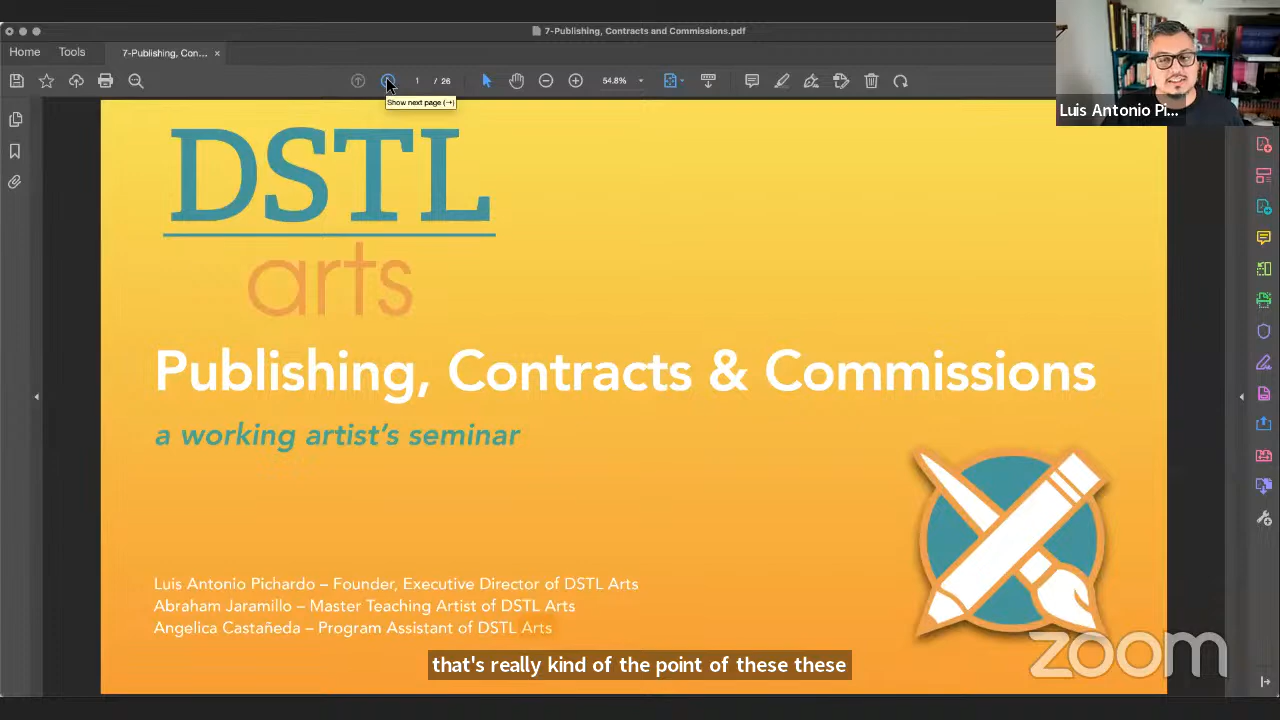 7-Publishing, Contracts and Commissions.pdf
Home
Tools
7-Publishing, Con... ×
1 / 26
54.8%
Show next page (→)
Luis Antonio Pi...
DSTL
arts
Publishing, Contracts & Commissions
a working artist's seminar
Luis Antonio Pichardo – Founder, Executive Director of DSTL Arts
Abraham Jaramillo – Master Teaching Artist of DSTL Arts
Angelica Castañeda – Program Assistant of DSTL Arts
that's really kind of the point of these these
zoom